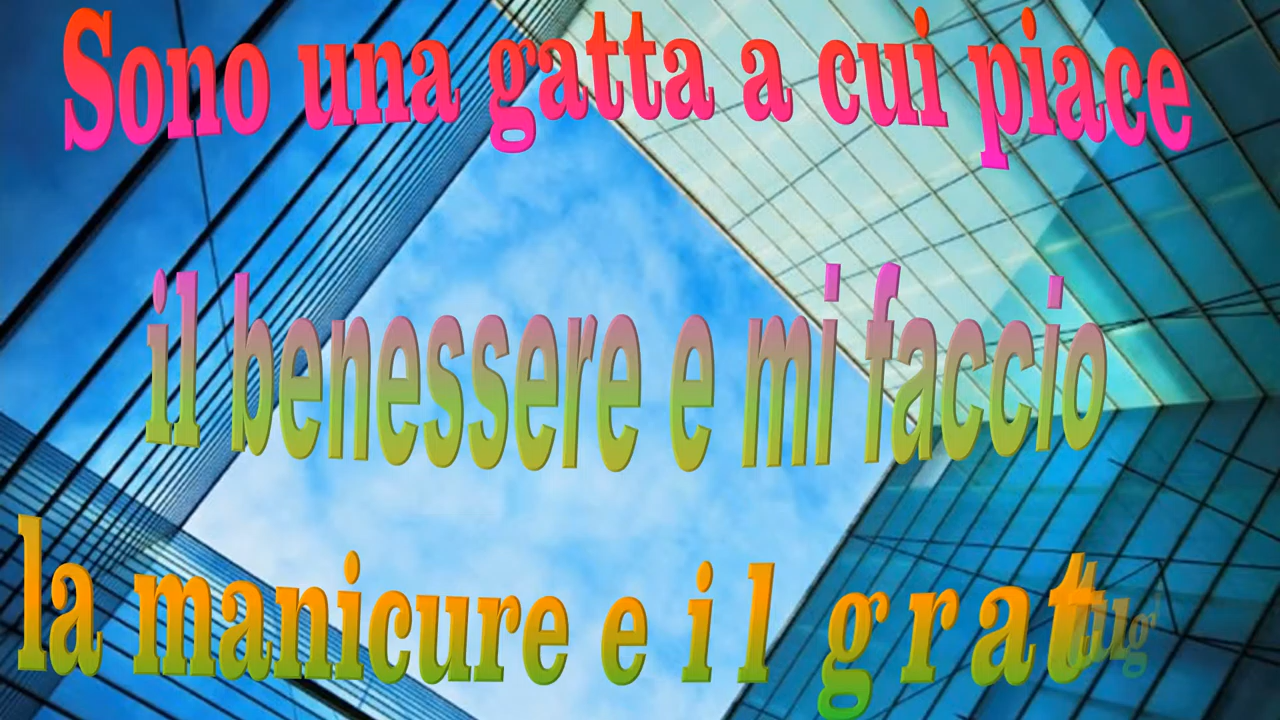 Sono una gatta a cui piace
il benessere e mi faccio
la manicure e il grat